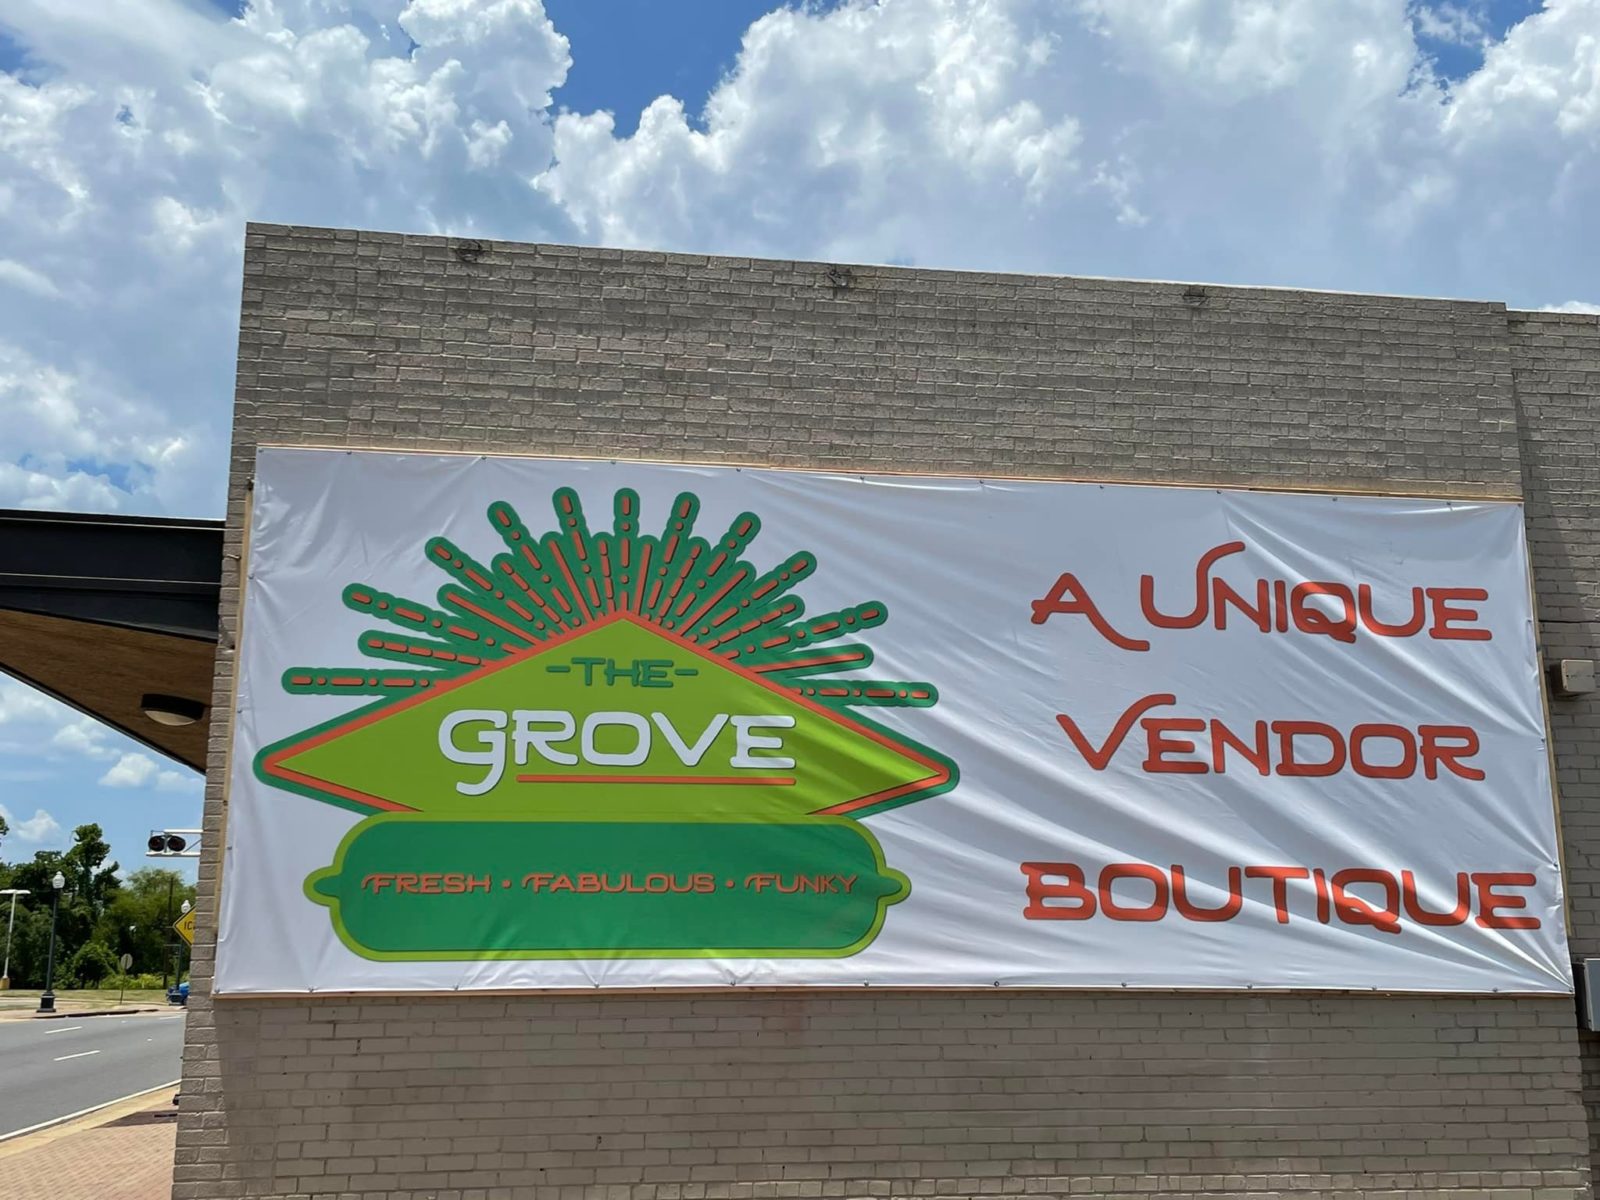 -THE-
GROVE
FRESH • FABULOUS • FUNKY
A UNIQUE
VENDOR
BOUTIQUE